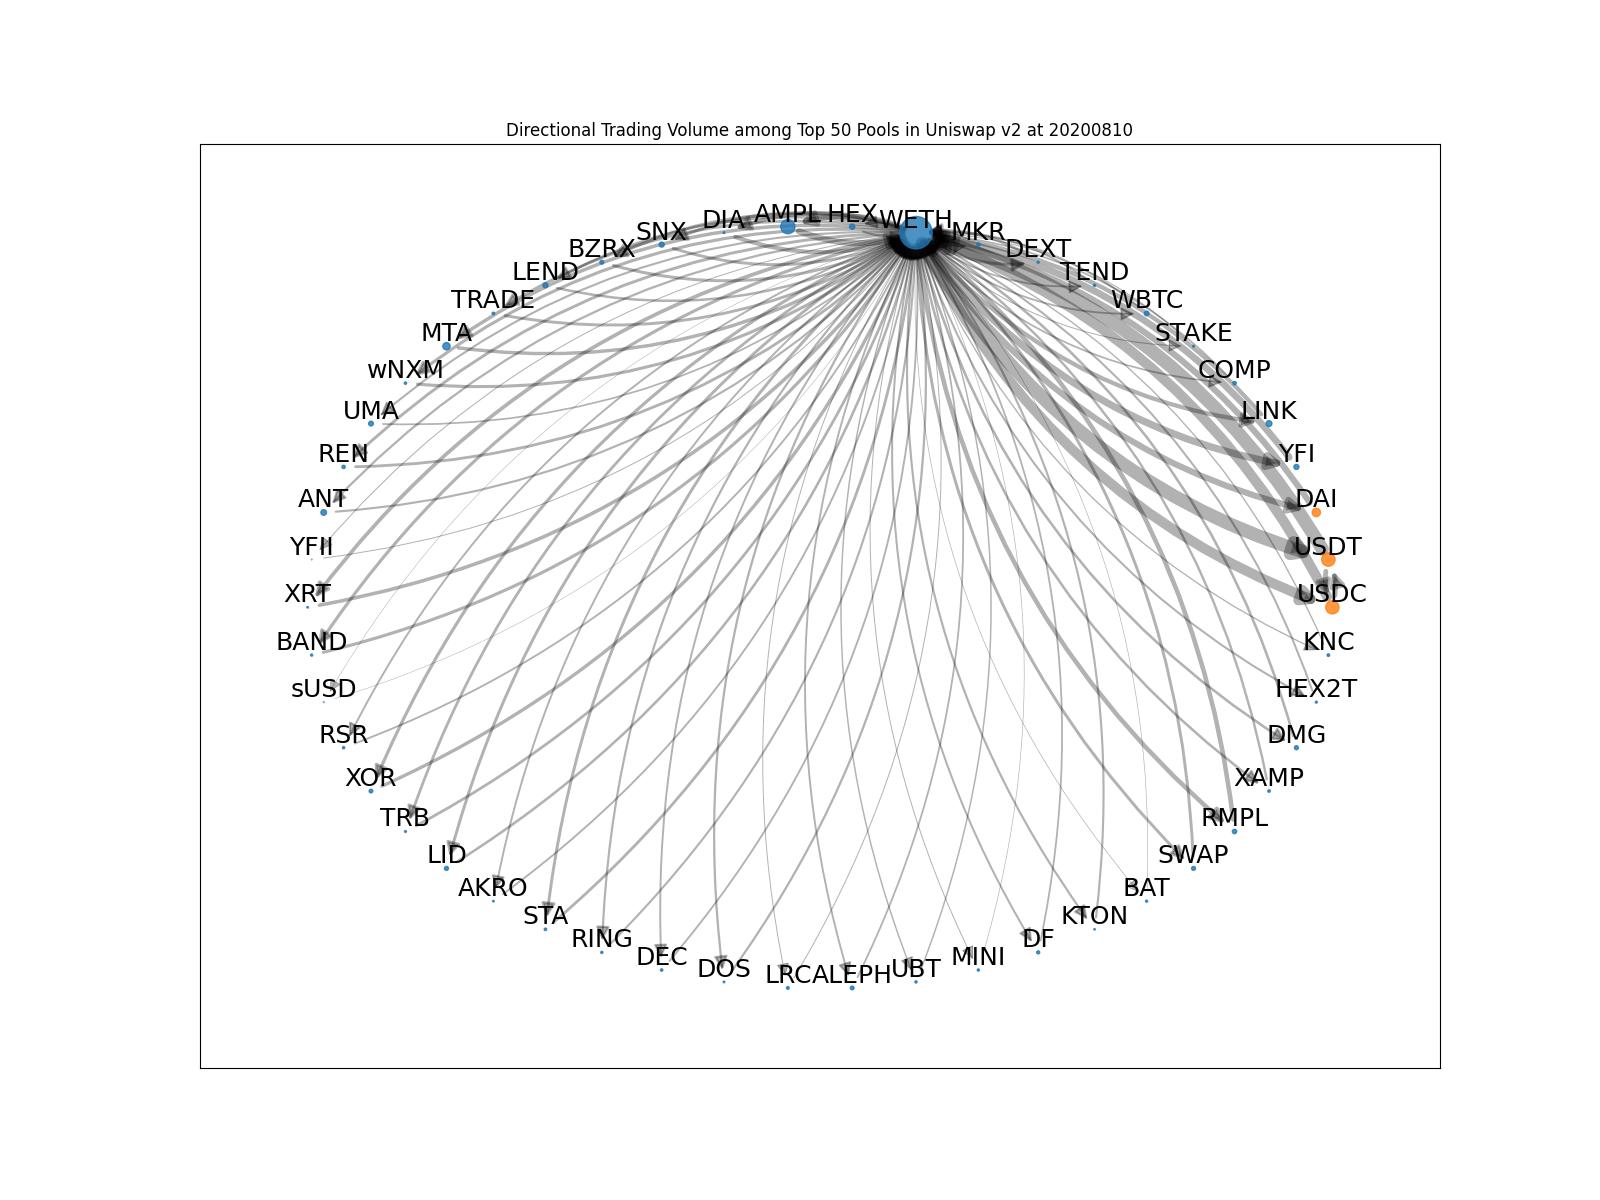 Directional Trading Volume among Top 50 Pools in Uniswap v2 at 20200810
AMPL
HEX
WETH
DIA
SNX
MKR
BZRX
DEXT
LEND
TEND
TRADE
WBTC
MTA
STAKE
wNXM
COMP
UMA
LINK
REN
YFI
ANT
DAI
YFII
USDT
XRT
USDC
BAND
KNC
sUSD
HEX2T
RSR
DMG
XOR
XAMP
TRB
RMPL
LID
SWAP
AKRO
BAT
STA
KTON
RING
DF
DEC
MINI
DOS
UBT
LRC
ALEPH